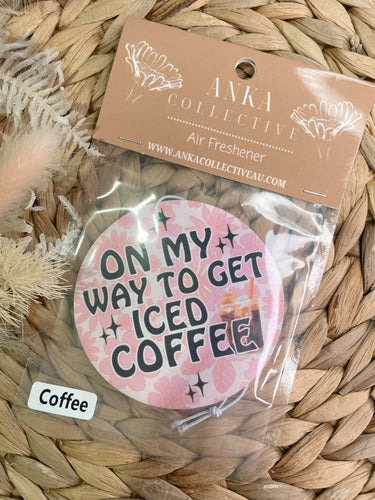 ANKA
COLLECTIVE
Air Freshener
WWW.ANKACOLLECTIVEAU.COM
ON MY
WAY TO GET
ICED
COFFEE
Coffee